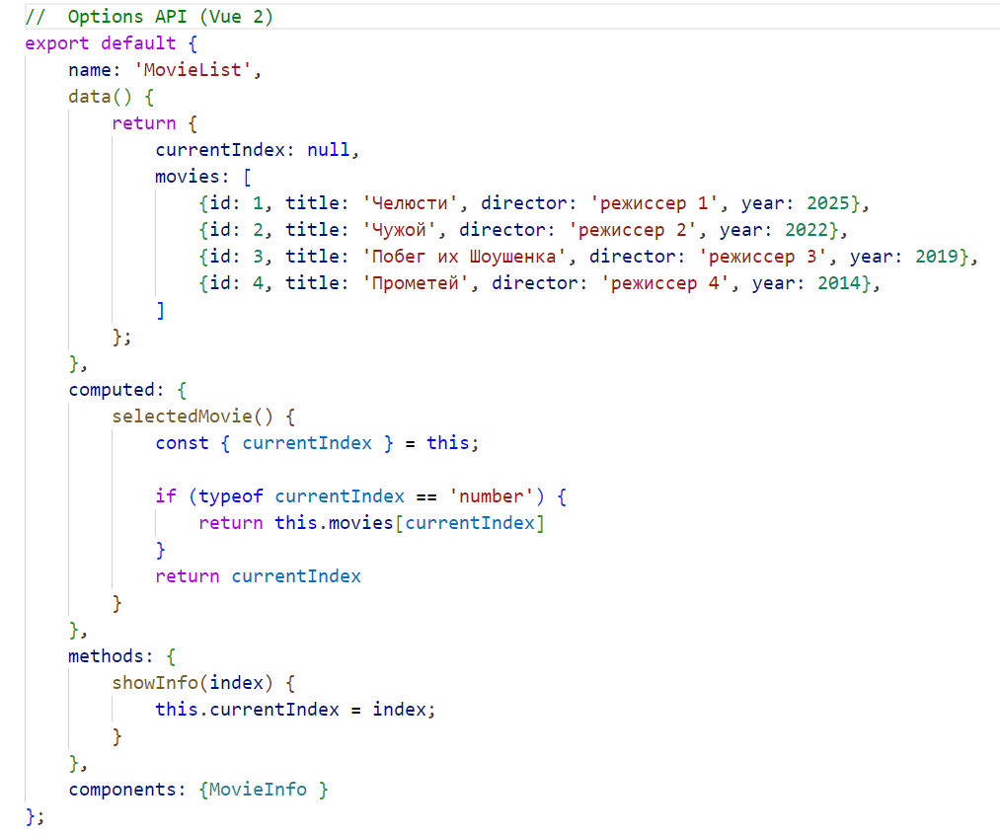 //  Options API (Vue 2)
export default {
    name: 'MovieList',
    data() {
        return {
            currentIndex: null,
            movies: [
                {id: 1, title: 'Челюсти', director: 'режиссер 1', year: 2025},
                {id: 2, title: 'Чужой', director: 'режиссер 2', year: 2022},
                {id: 3, title: 'Побег их Шоушенка', director: 'режиссер 3', year: 2019},
                {id: 4, title: 'Прометей', director: 'режиссер 4', year: 2014},
            ]
        };
    },
    computed: {
        selectedMovie() {
            const { currentIndex } = this;

            if (typeof currentIndex == 'number') {
                return this.movies[currentIndex]
            }
            return currentIndex
        }
    },
    methods: {
        showInfo(index) {
            this.currentIndex = index;
        }
    },
    components: {MovieInfo }
};